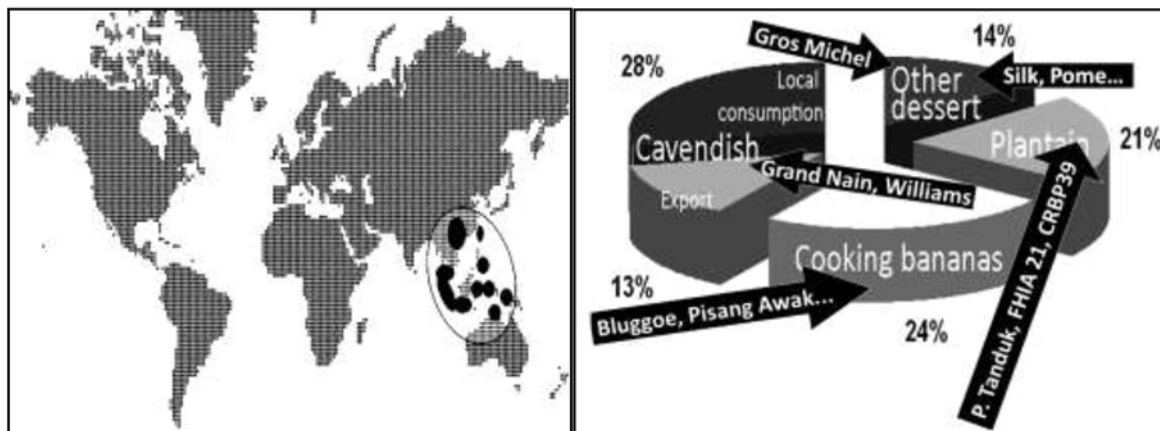 Gros Michel
14%
28%
Local
consumption
Other
dessert
Silk, Pome...
Cavendish
Plantain
21%
Grand Nain, Williams
Export
Cooking bananas
13%
Bluggoe, Pisang Awak...
24%
P. Tanduk, FHIA 21, CRBP39